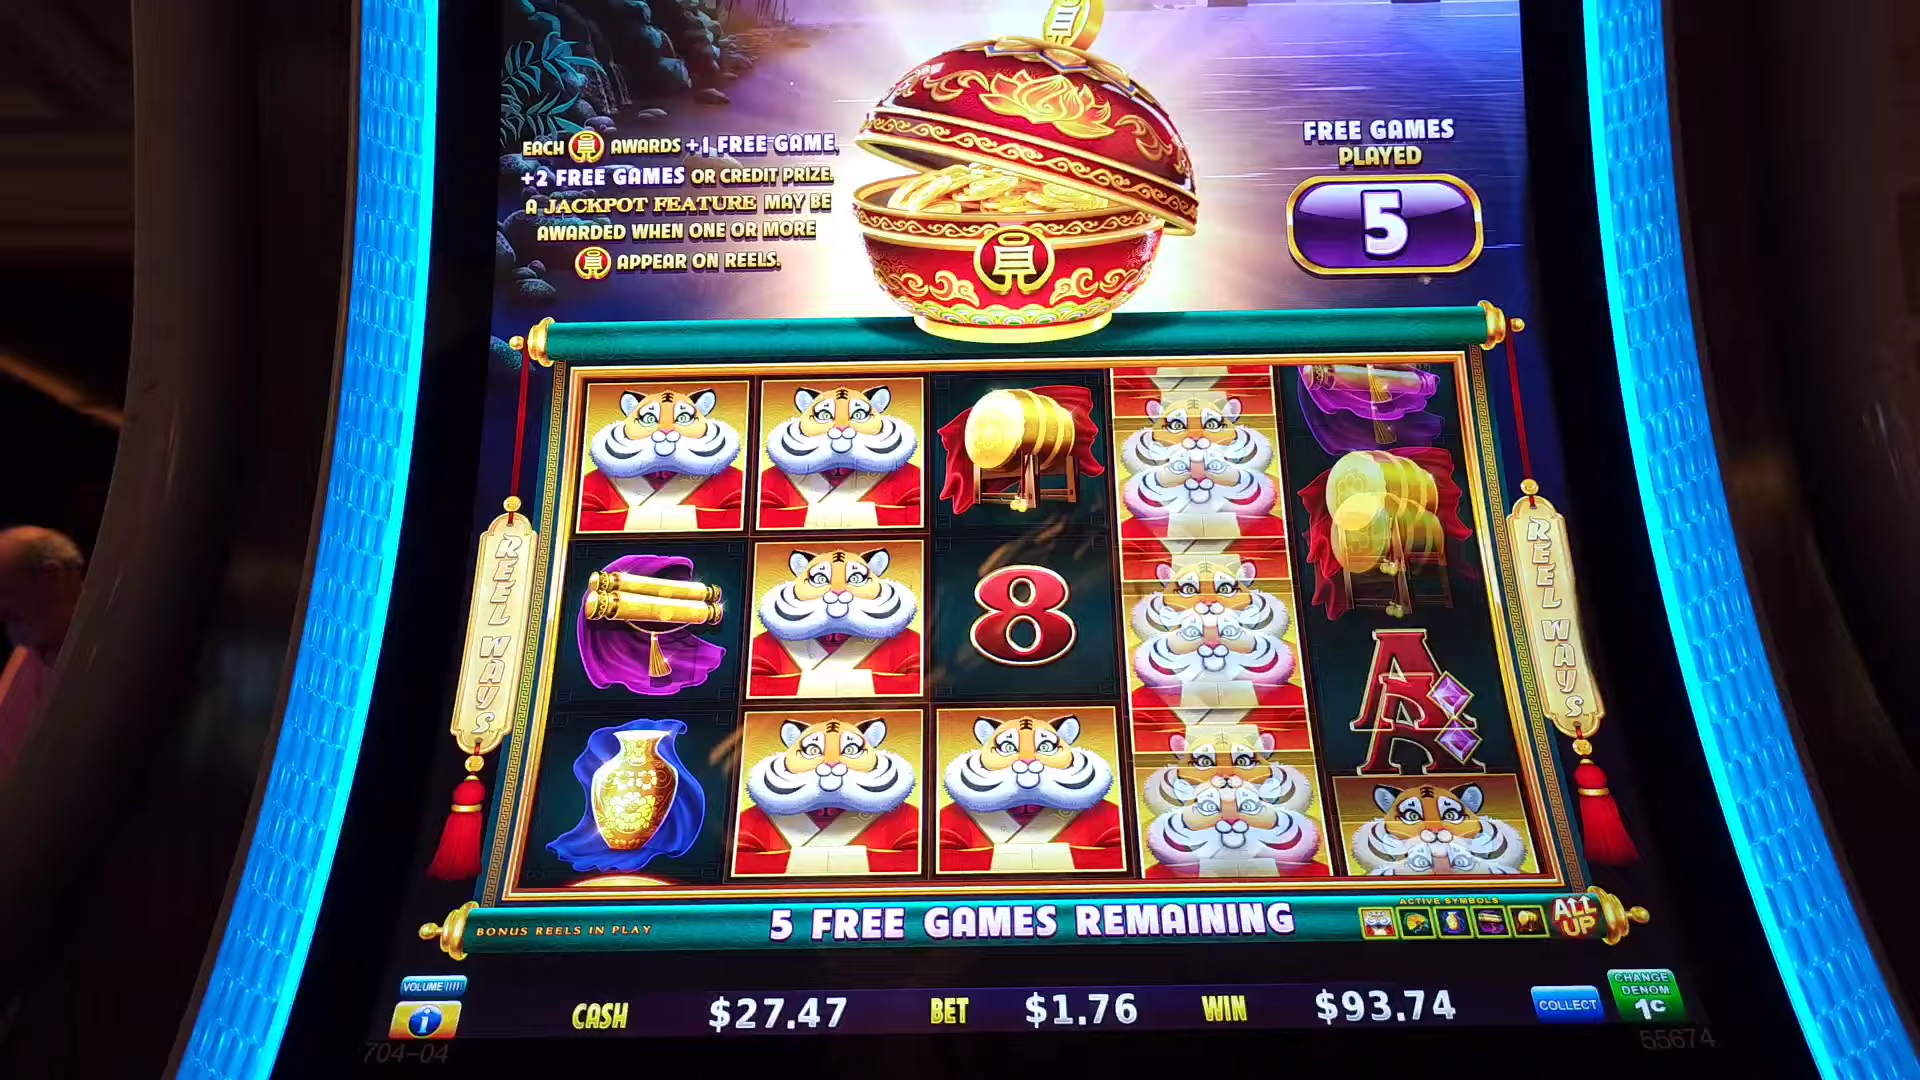 EACH AWARDS +1 FREE GAME,
+2 FREE GAMES OR CREDIT PRIZE.
A JACKPOT FEATURE MAY BE
AWARDED WHEN ONE OR MORE
APPEAR ON REELS.
FREE GAMES
PLAYED
5
REEL WAYS
REEL WAYS
8
A
BONUS REELS IN PLAY
5 FREE GAMES REMAINING
ACTIVE SYMBOLS
ALL
UP
VOLUME
i
CASH $27.47 BET $1.76 WIN $93.74
COLLECT
CHANGE
DENOM
1¢
704-04
55674